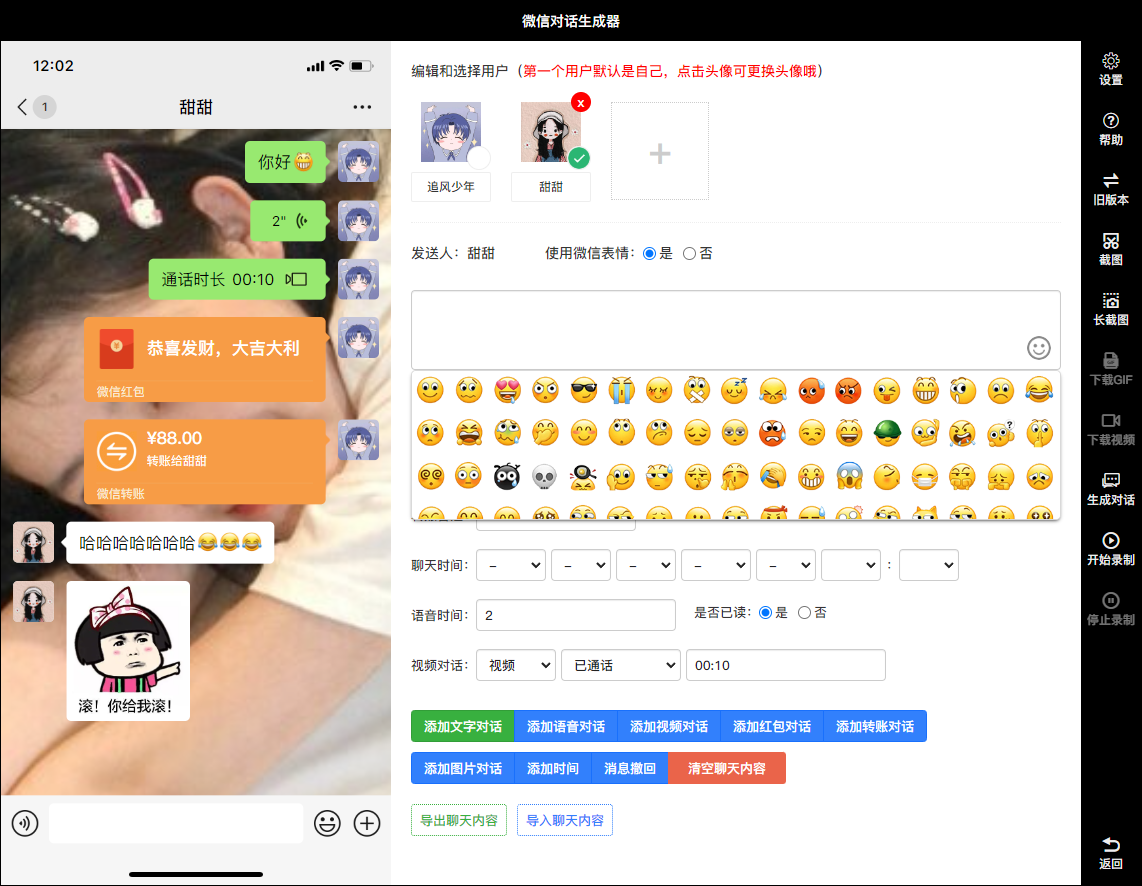 微信对话生成器
12:02
1
甜甜
你好
2"
通话时长 00:10
恭喜发财，大吉大利
微信红包
¥88.00
转账给甜甜
微信转账
哈哈哈哈哈哈哈
滚！你给我滚！
编辑和选择用户（第一个用户默认是自己，点击头像可更换头像哦）
x
追风少年
甜甜
发送人：甜甜 使用微信表情：是 否
聊天时间： – – – – – :
语音时间： 2 是否已读：是 否
视频对话： 视频 已通话 00:10
添加文字对话 添加语音对话 添加视频对话 添加红包对话 添加转账对话
添加图片对话 添加时间 消息撤回 清空聊天内容
导出聊天内容 导入聊天内容
设置
帮助
旧版本
截图
长截图
下载GIF
下载视频
生成对话
开始录制
停止录制
返回